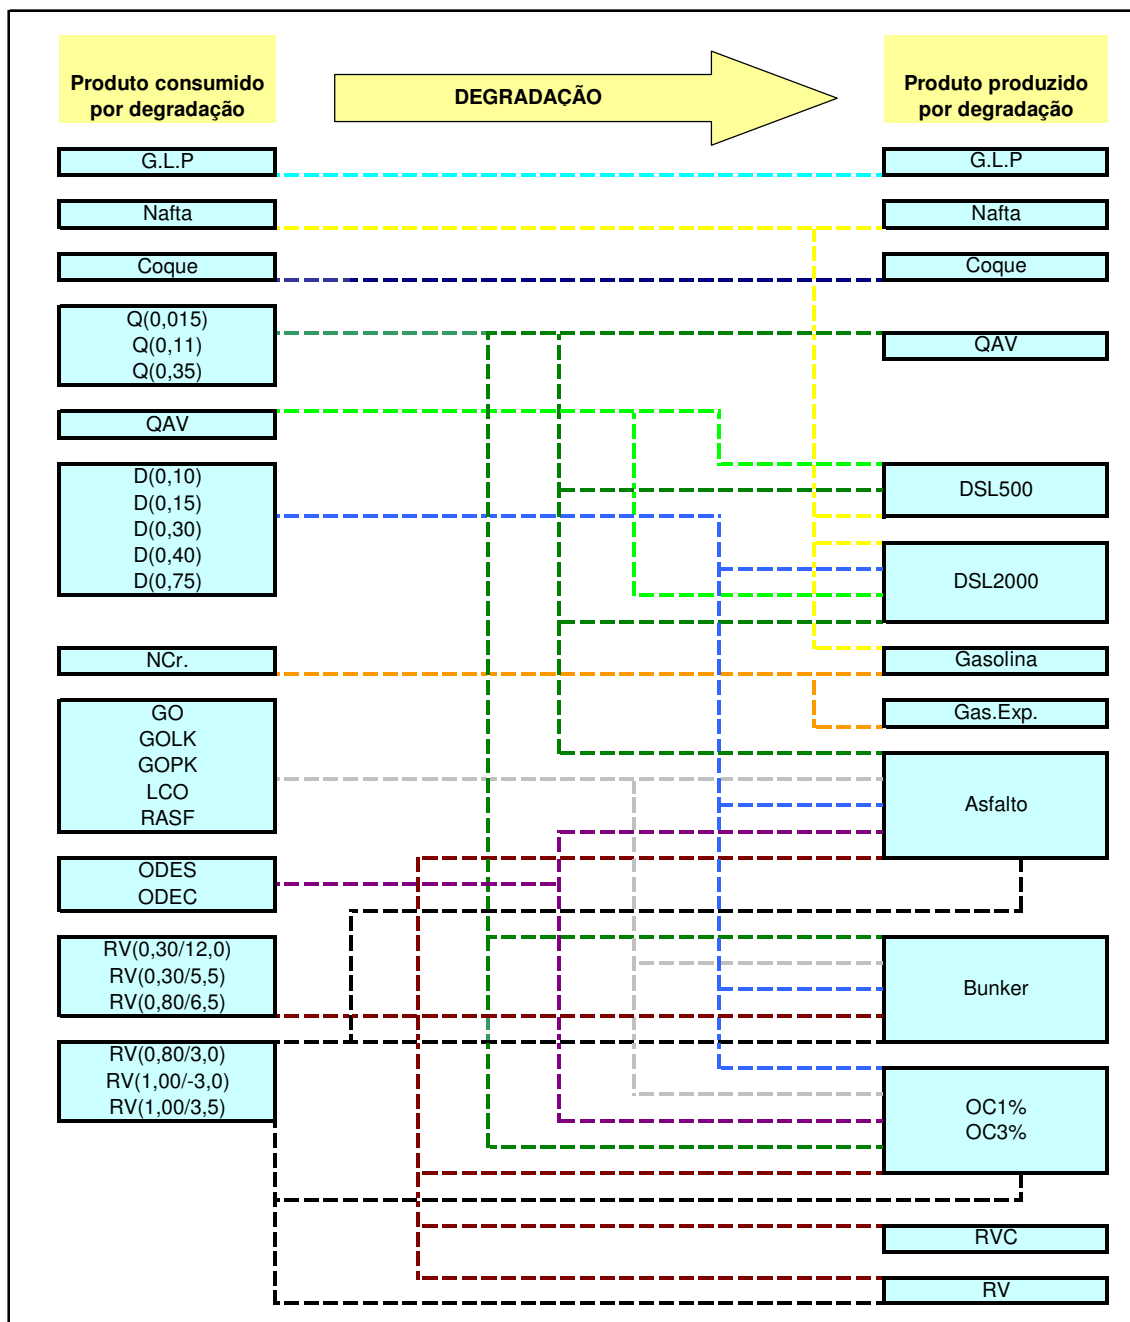 Produto consumido
por degradação
DEGRADAÇÃO
Produto produzido
por degradação
G.L.P
Nafta
Coque
Q(0,015)
Q(0,11)
Q(0,35)
QAV
D(0,10)
D(0,15)
D(0,30)
D(0,40)
D(0,75)
NCr.
GO
GOLK
GOPK
LCO
RASF
ODES
ODEC
RV(0,30/12,0)
RV(0,30/5,5)
RV(0,80/6,5)
RV(0,80/3,0)
RV(1,00/-3,0)
RV(1,00/3,5)
G.L.P
Nafta
Coque
QAV
DSL500
DSL2000
Gasolina
Gas.Exp.
Asfalto
Bunker
OC1%
OC3%
RVC
RV